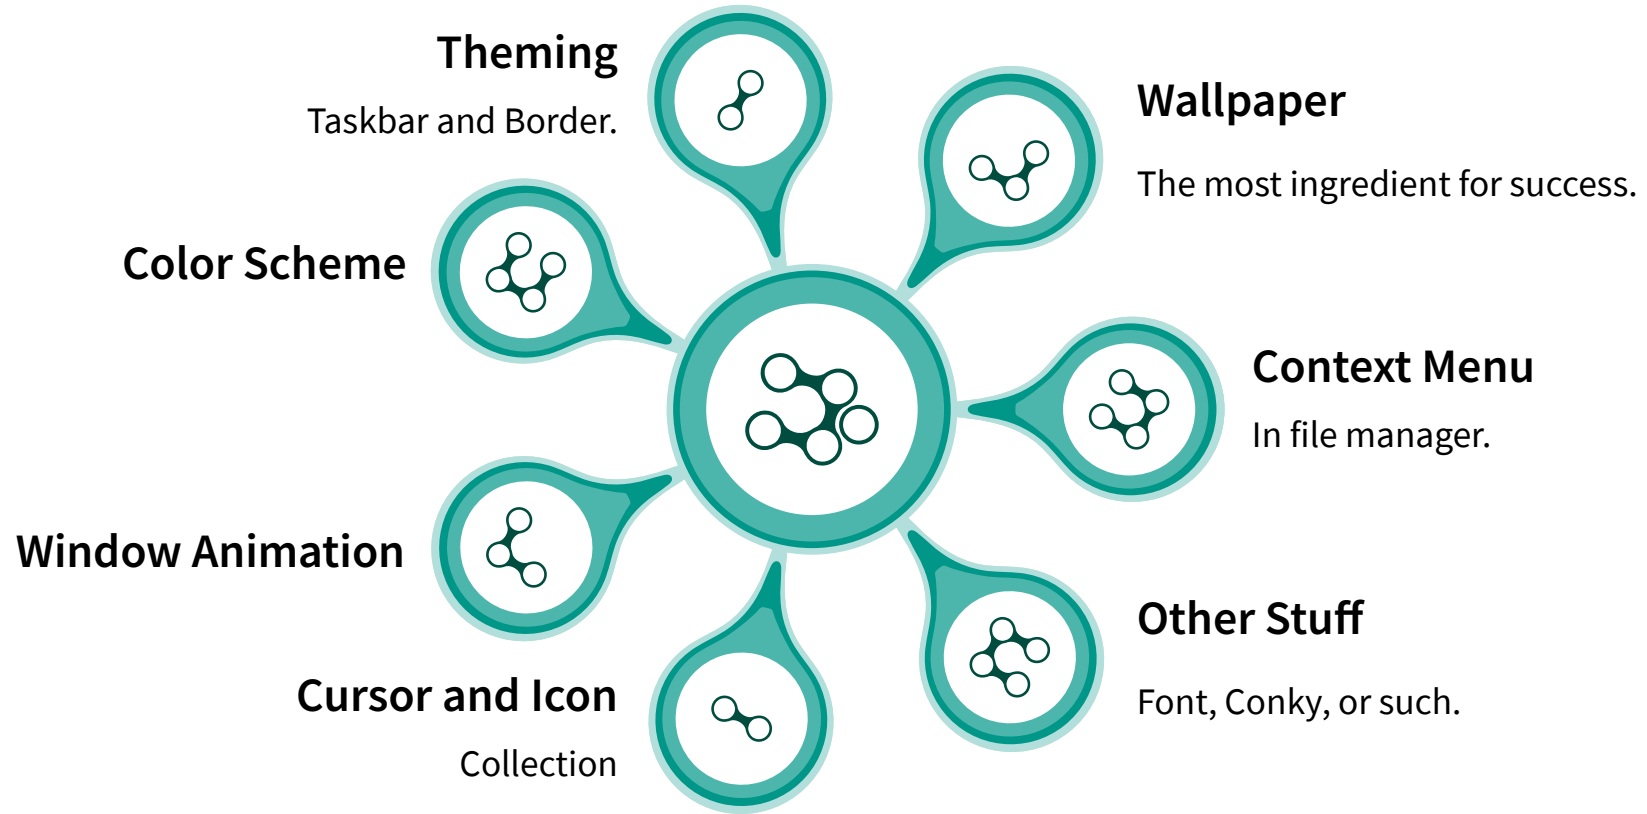 Theming
Taskbar and Border.
Wallpaper
The most ingredient for success.
Color Scheme
Context Menu
In file manager.
Window Animation
Other Stuff
Font, Conky, or such.
Cursor and Icon
Collection